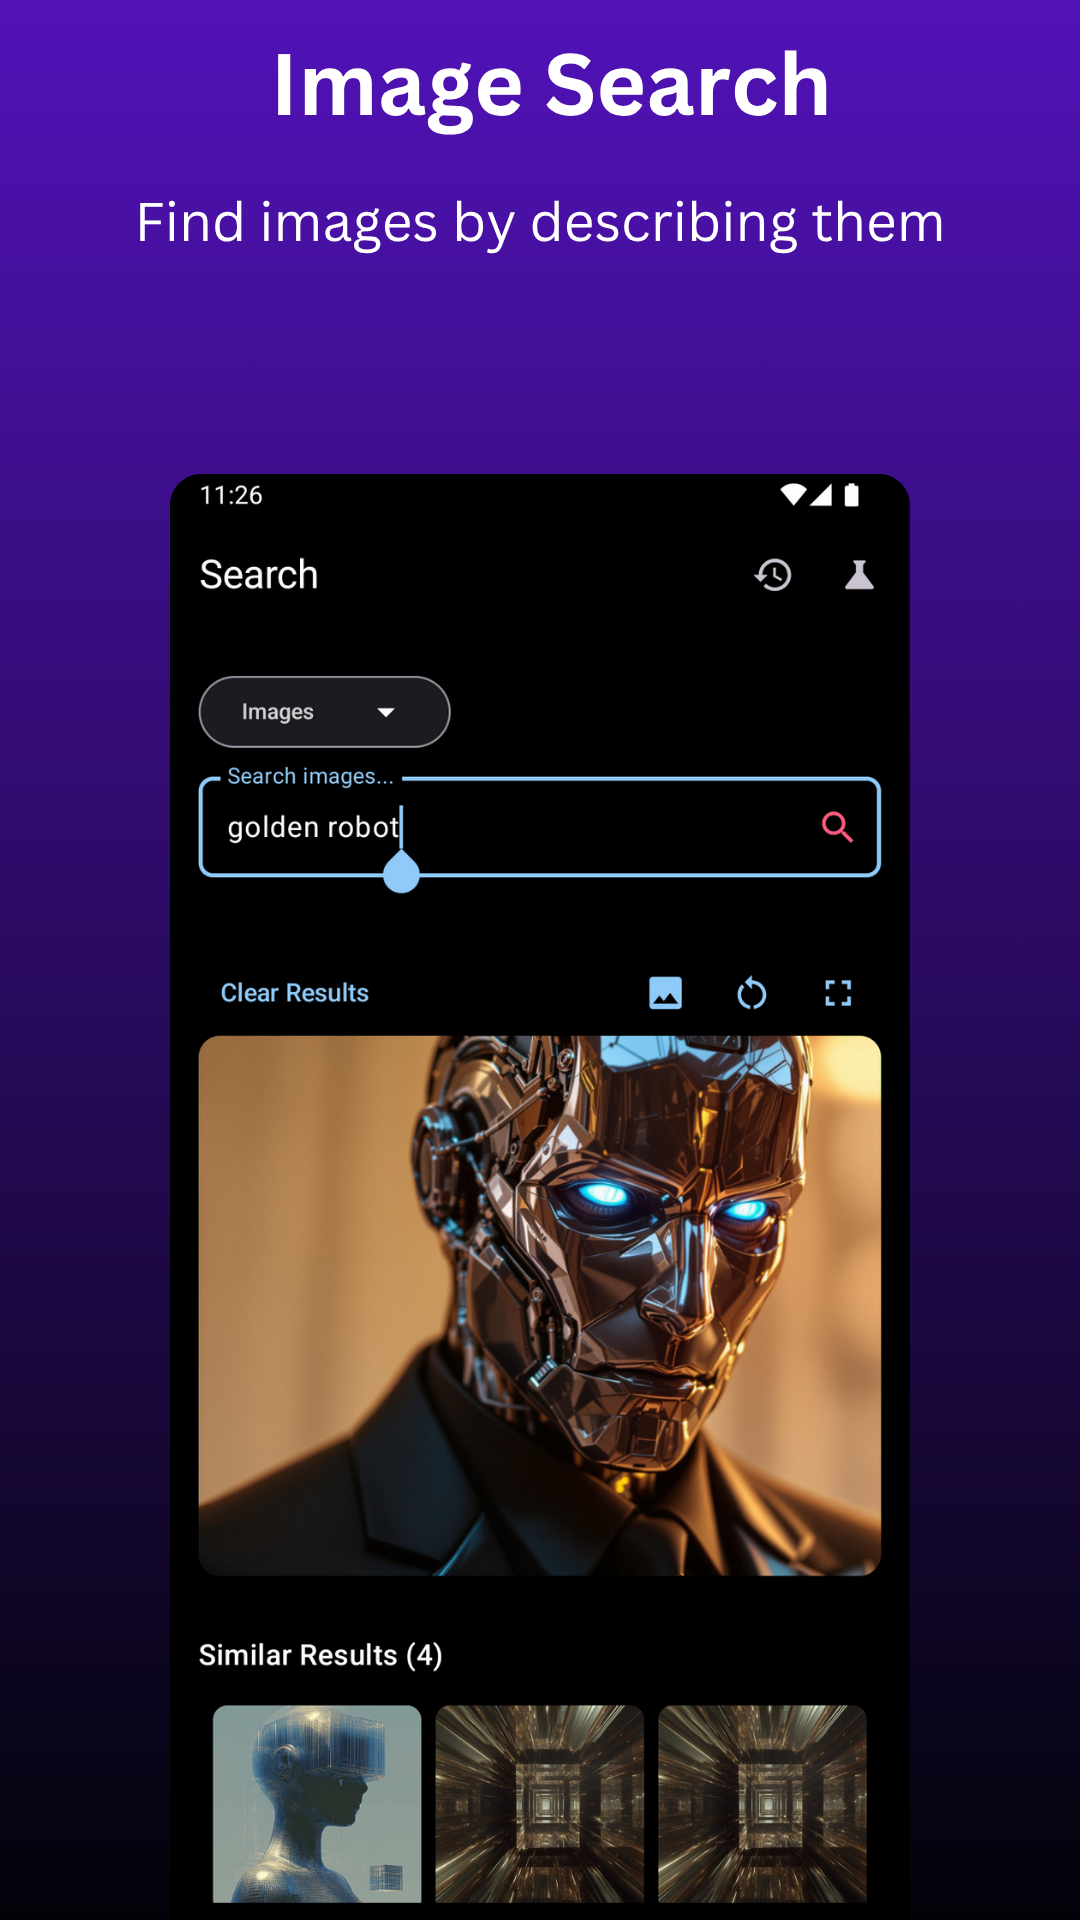 Image Search
Find images by describing them
11:26
Search
Images
Search images...
golden robot
Clear Results
Similar Results (4)